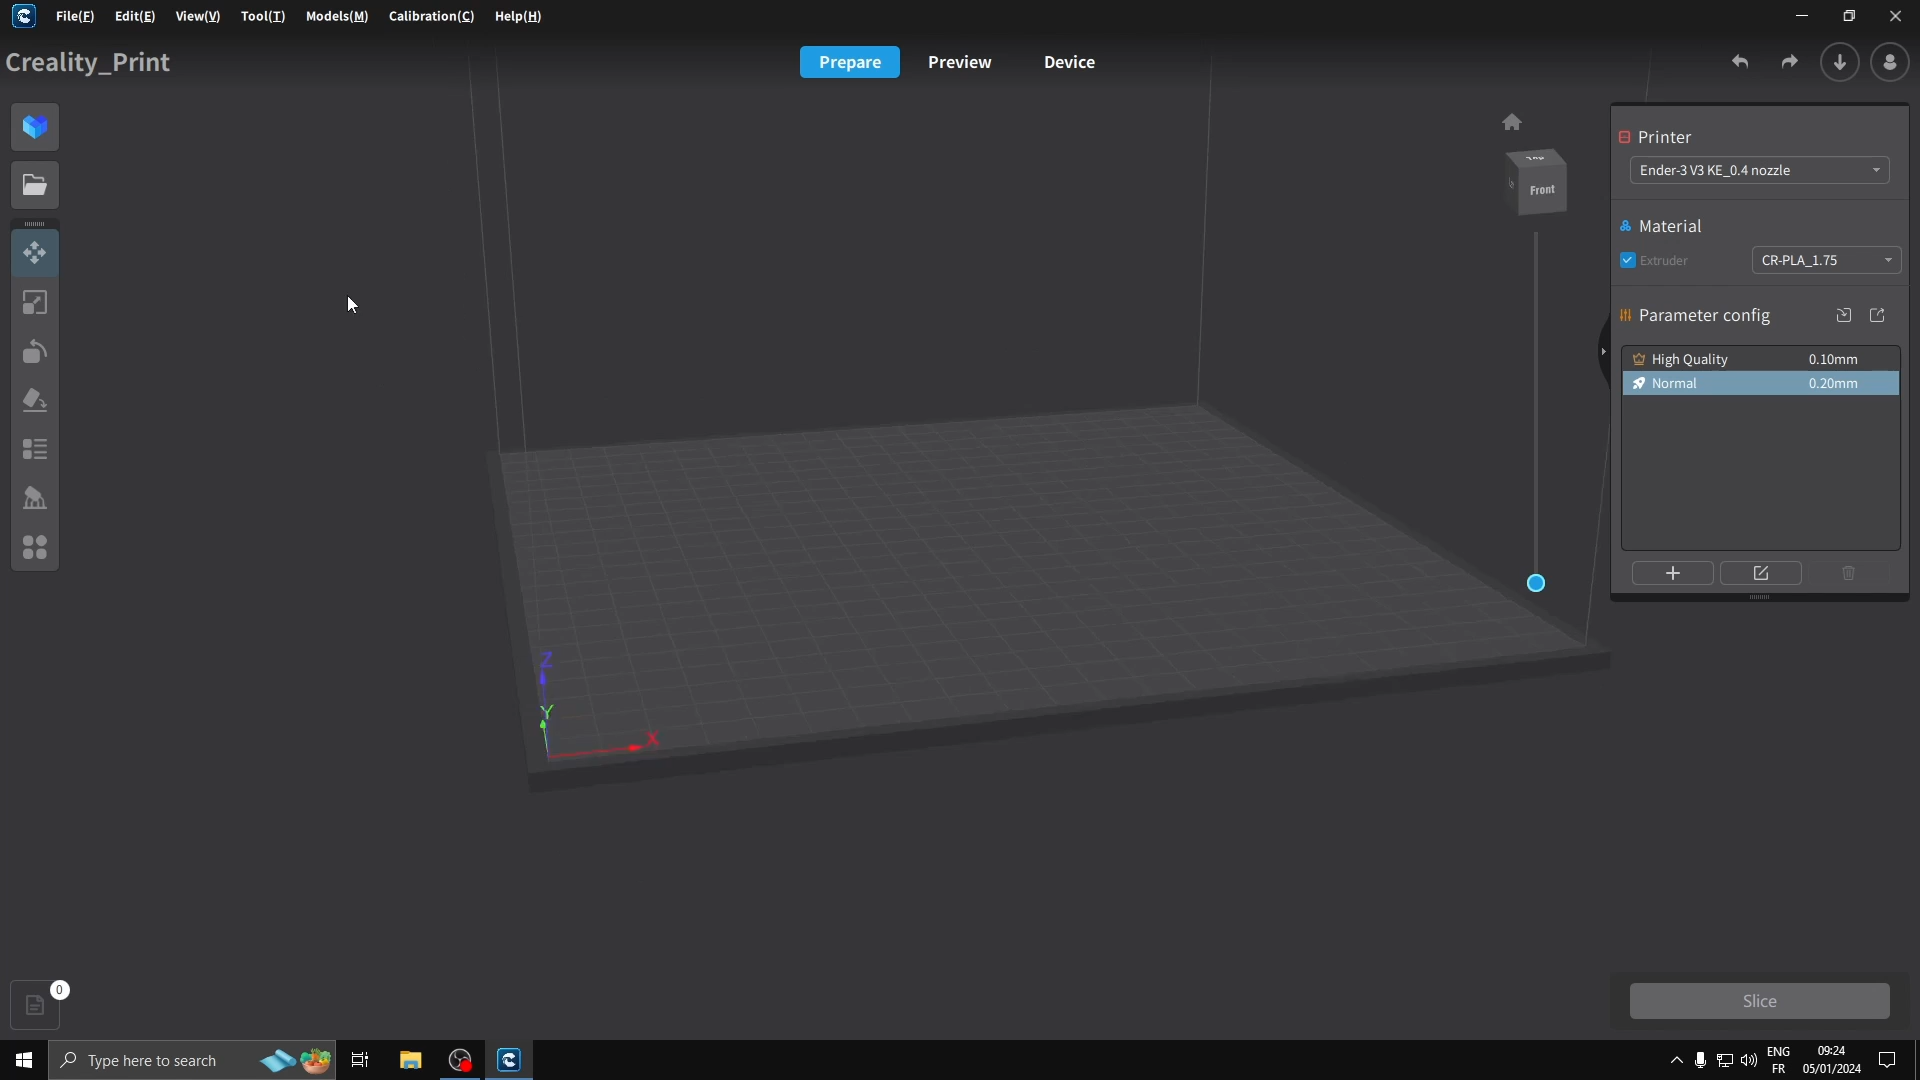 File(F) Edit(E) View(V) Tool(T) Models(M) Calibration(C) Help(H)
Creality_Print
Prepare Preview Device
Top
Front
Printer
Ender-3 V3 KE_0.4 nozzle
Material
Extruder CR-PLA_1.75
Parameter config
High Quality 0.10mm
Normal 0.20mm
Z
Y
X
0
Slice
Type here to search
ENG
FR
09:24
05/01/2024